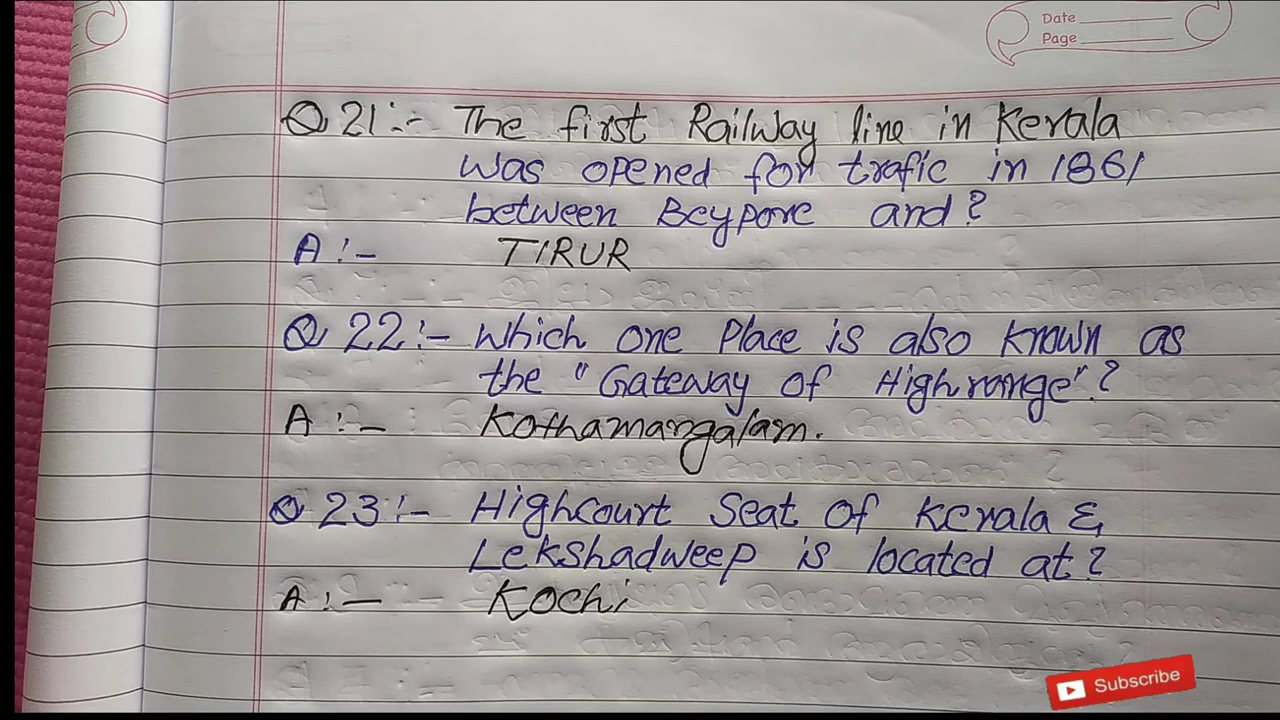 Date
Page
Q 21:- The first Railway line in Kerala
was opened for trafic in 1861
between Beypore and?
A :- TIRUR
Q 22:- Which one Place is also known as
the "Gateway of Highrange"?
A :- Kothamangalam.
Q 23:- Highcourt Seat of Kerala &
Lekshadweep is located at?
A :- Kochi
Subscribe